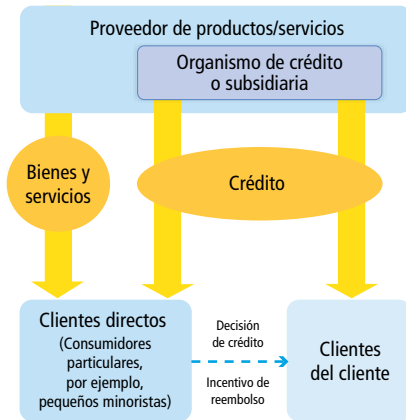 Proveedor de productos/servicios
Organismo de crédito
o subsidiaria
Bienes y
servicios
Crédito
Clientes directos
(Consumidores
particulares,
por ejemplo,
pequeños minoristas)
Decisión
de crédito
Incentivo de
reembolso
Clientes
del cliente